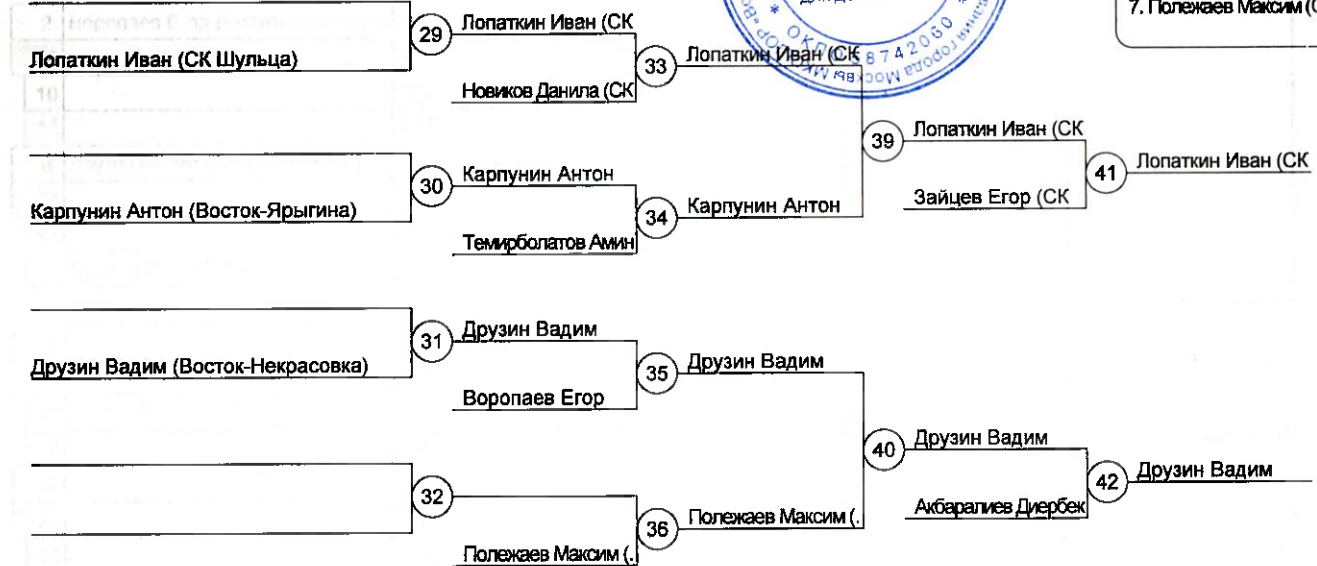 7. Полежаев Максим (
29
Лопаткин Иван (СК
Лопаткин Иван (СК Шульца)
33
Лопаткин Иван (СК
Новиков Данила (СК
39
Лопаткин Иван (СК
30
Карпунин Антон
Карпунин Антон (Восток-Ярыгина)
34
Карпунин Антон
Темирболатов Амин
Зайцев Егор (СК
41
Лопаткин Иван (СК
31
Друзин Вадим
Друзин Вадим (Восток-Некрасовка)
35
Друзин Вадим
Воропаев Егор
40
Друзин Вадим
32
36
Полежаев Максим (.
Полежаев Максим (.
Акбаралиев Диербек
42
Друзин Вадим
города Москвы